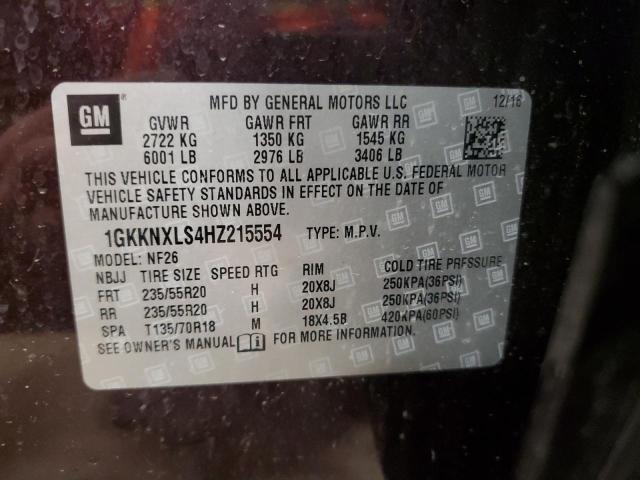 GM
MFD BY GENERAL MOTORS LLC 12/16
GVWR GAWR FRT GAWR RR
2722 KG 1350 KG 1545 KG
6001 LB 2976 LB 3406 LB
THIS VEHICLE CONFORMS TO ALL APPLICABLE U.S. FEDERAL MOTOR
VEHICLE SAFETY STANDARDS IN EFFECT ON THE DATE OF
MANUFACTURE SHOWN ABOVE.
1GKKNXLS4HZ215554 TYPE: M.P.V.
MODEL: NF26
NBJJ TIRE SIZE SPEED RTG RIM COLD TIRE PRESSURE
FRT 235/55R20 H 20X8J 250KPA(36PSI)
RR 235/55R20 H 20X8J 250KPA(36PSI)
SPA T135/70R18 M 18X4.5B 420KPA(60PSI)
SEE OWNER'S MANUAL FOR MORE INFORMATION.